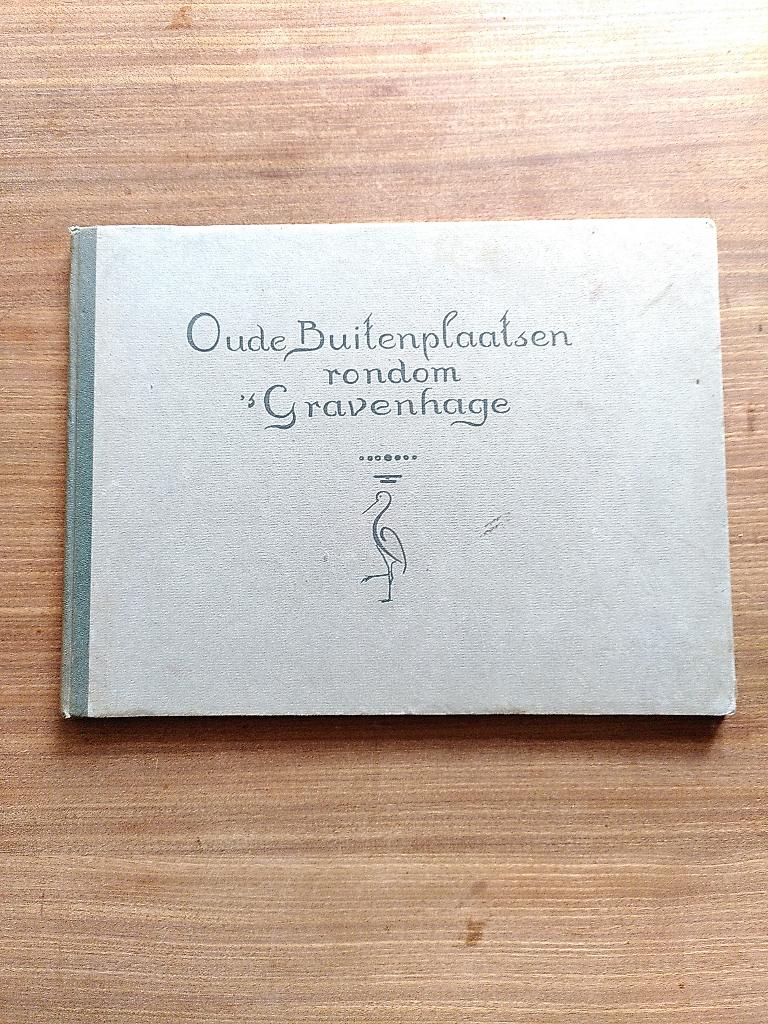 Oude Buitenplaatsen
rondom
's Gravenhage